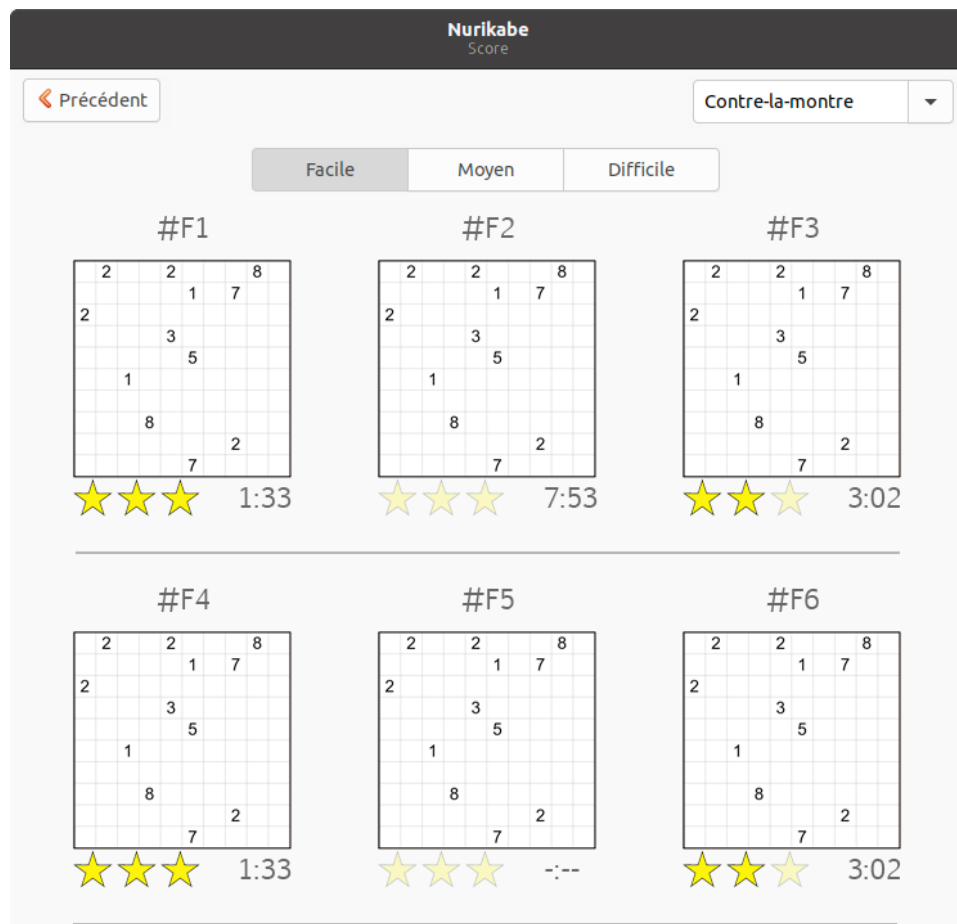 Nurikabe
Score
Précédent
Contre-la-montre
Facile Moyen Difficile
#F1 #F2 #F3
2 2 8 2 2 8 2 2 8
1 7 1 7 1 7
2 2 2
3 3 3
5 5 5
1 1 1
8 8 8
2 2 2
7 7 7
1:33 7:53 3:02
#F4 #F5 #F6
2 2 8 2 2 8 2 2 8
1 7 1 7 1 7
2 2 2
3 3 3
5 5 5
1 1 1
8 8 8
2 2 2
7 7 7
1:33 -:-- 3:02